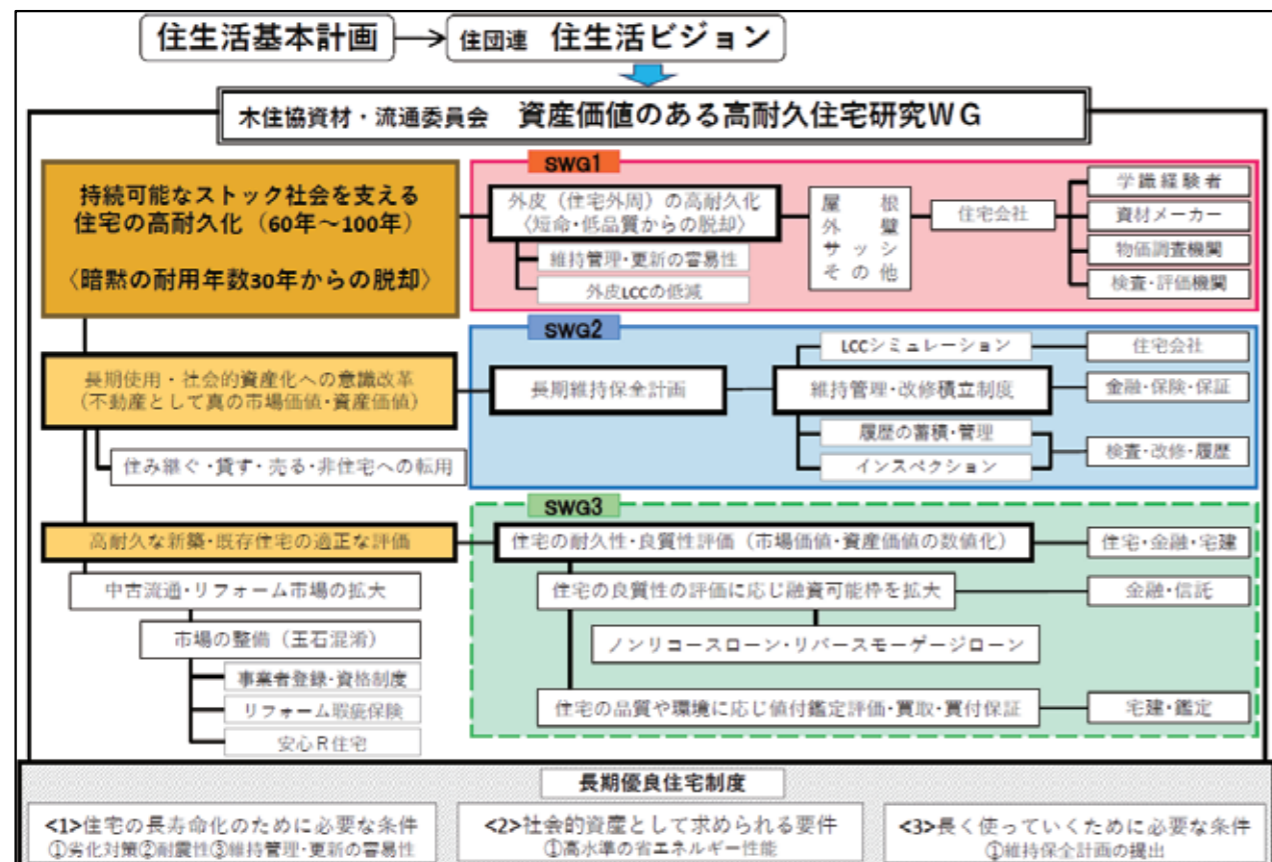 住生活基本計画
住団連 住生活ビジョン
木住協資材・流通委員会 資産価値のある高耐久住宅研究WG
持続可能なストック社会を支える
住宅の高耐久化（60年～100年）
〈暗黙の耐用年数30年からの脱却〉
SWG1
外皮（住宅外周）の高耐久化
〈短命・低品質からの脱却〉
維持管理・更新の容易性
外皮LCCの低減
屋根
外壁
サッシ
その他
住宅会社
学識経験者
資材メーカー
物価調査機関
検査・評価機関
長期使用・社会的資産化への意識改革
(不動産として真の市場価値・資産価値)
住み継ぐ・貸す・売る・非住宅への転用
SWG2
長期維持保全計画
LCCシミュレーション
維持管理・改修積立制度
履歴の蓄積・管理
インスペクション
住宅会社
金融・保険・保証
検査・改修・履歴
高耐久な新築・既存住宅の適正な評価
中古流通・リフォーム市場の拡大
市場の整備（玉石混淆）
事業者登録・資格制度
リフォーム瑕疵保険
安心R住宅
SWG3
住宅の耐久性・良質性評価（市場価値・資産価値の数値化）
住宅・金融・宅建
住宅の良質性の評価に応じ融資可能枠を拡大
金融・信託
ノンリコースローン・リバースモーゲージローン
住宅の品質や環境に応じ値付鑑定評価・買取・買付保証
宅建・鑑定
長期優良住宅制度
<1>住宅の長寿命化のために必要な条件
①劣化対策②耐震性③維持管理・更新の容易性
<2>社会的資産として求められる要件
①高水準の省エネルギー性能
<3>長く使っていくために必要な条件
①維持保全計画の提出